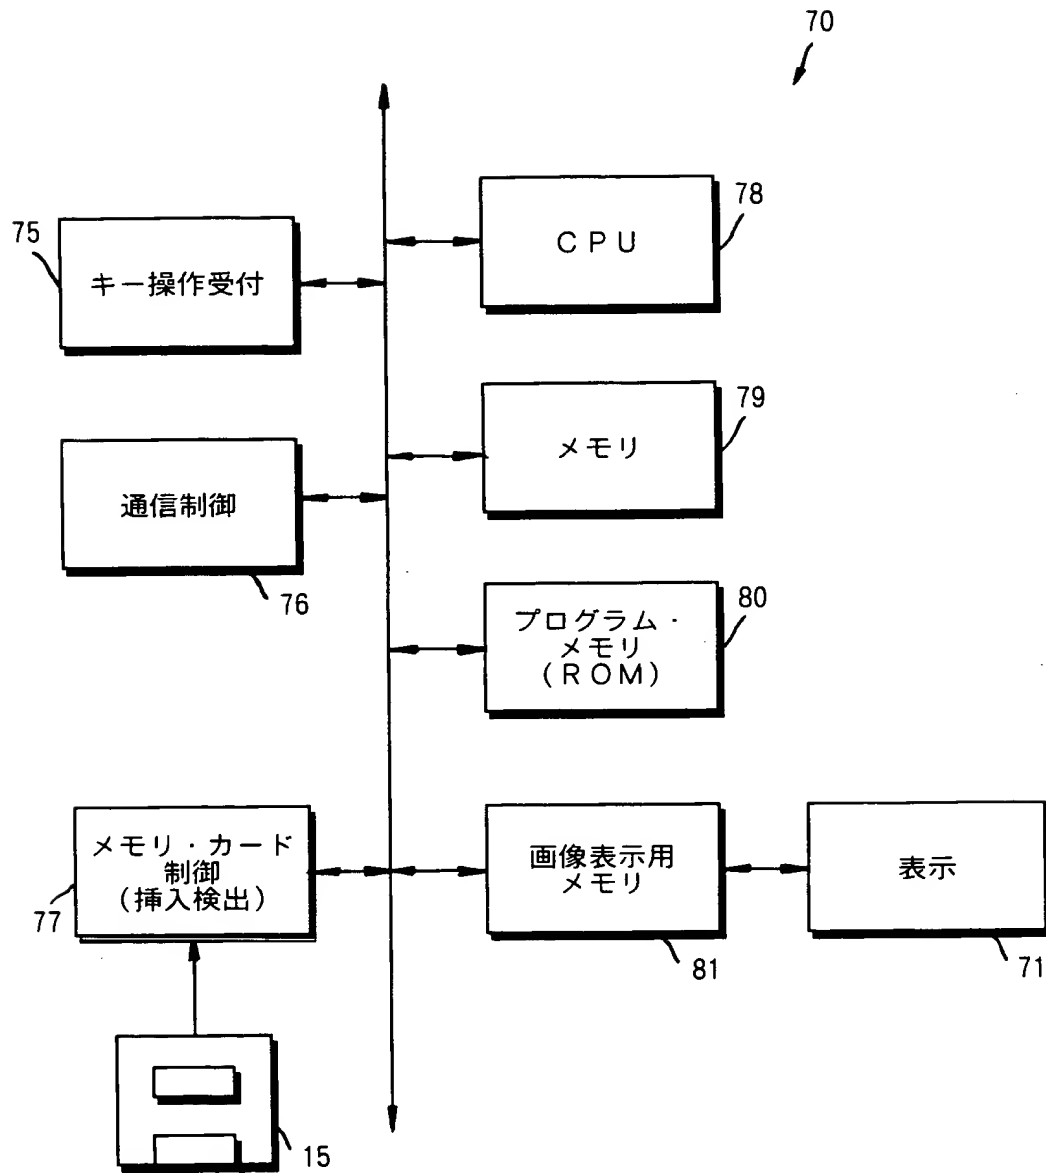 70
78
CPU
75
キー操作受付
79
メモリ
通信制御
76
80
プログラム・
メモリ
(ROM)
メモリ・カード
制御
(挿入検出)
77
画像表示用
メモリ
81
表示
71
15